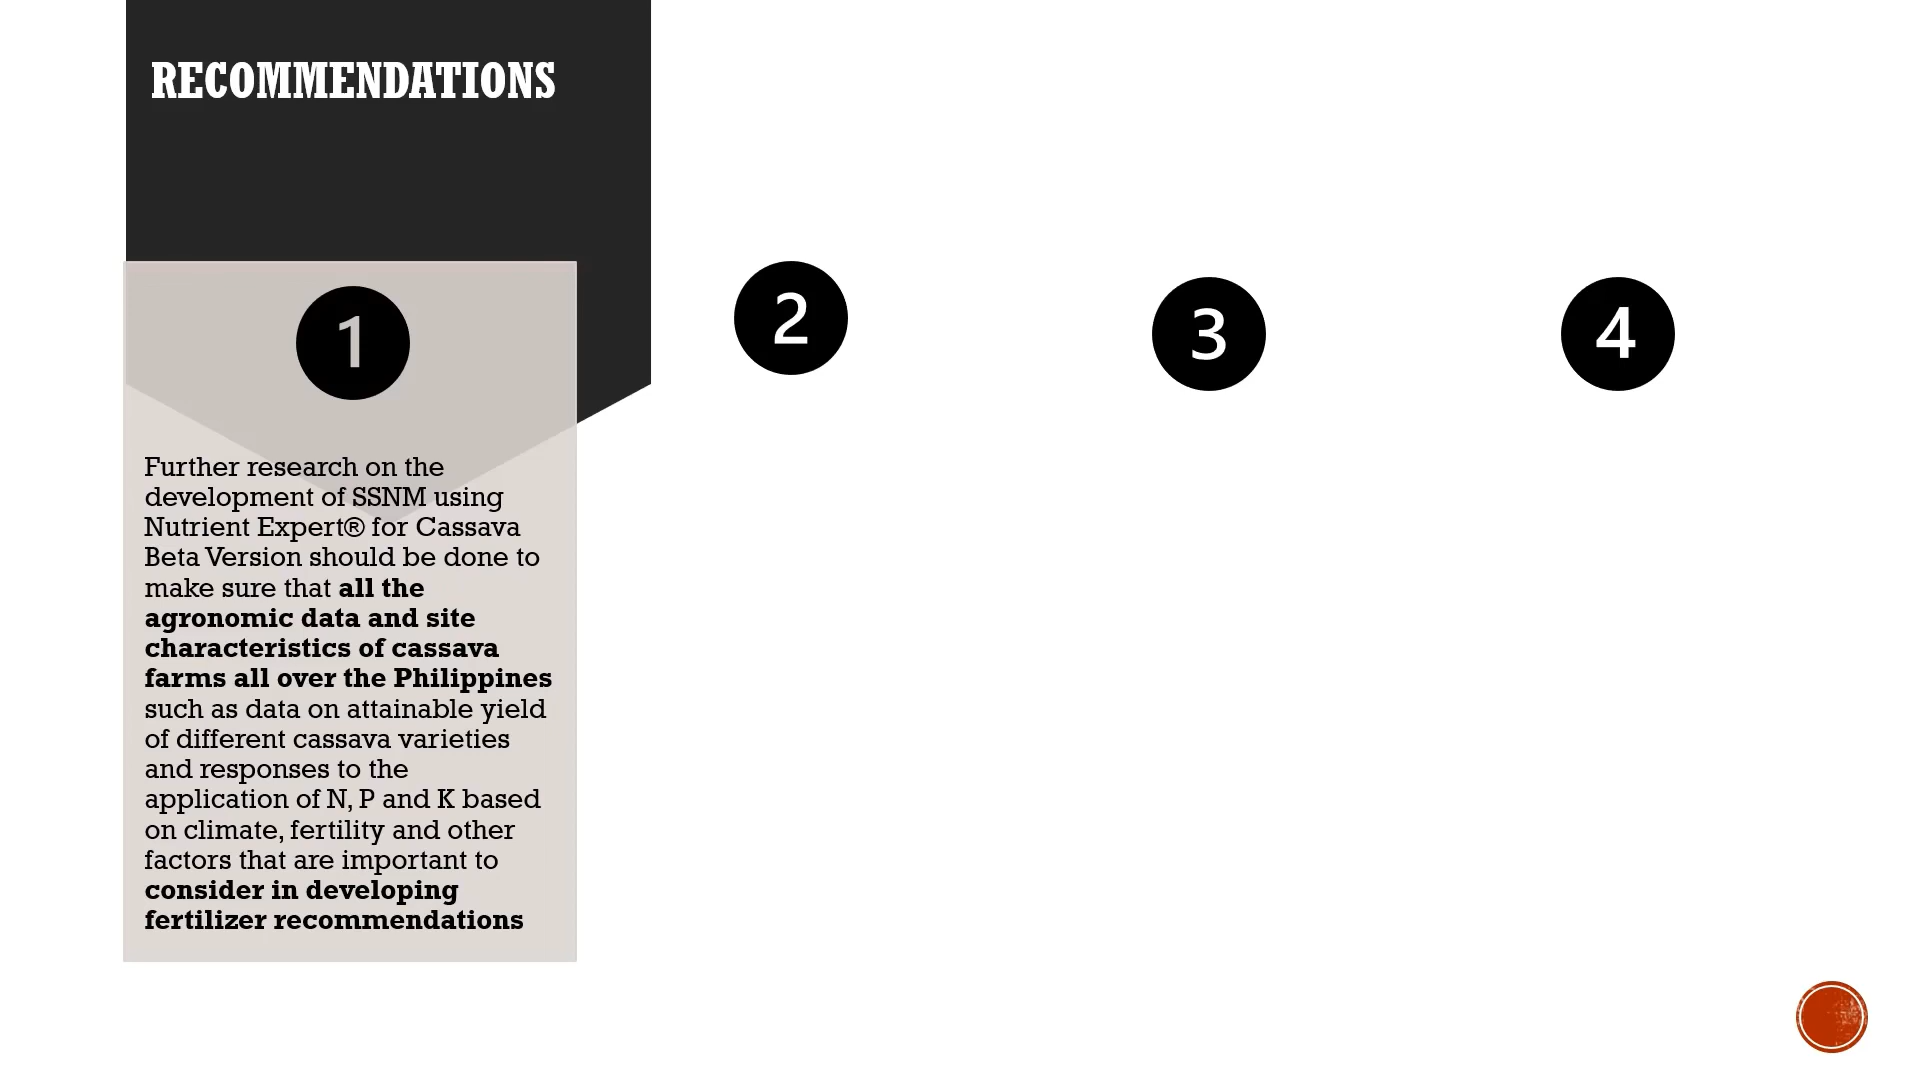 RECOMMENDATIONS
1
Further research on the
development of SSNM using
Nutrient Expert® for Cassava
Beta Version should be done to
make sure that all the
agronomic data and site
characteristics of cassava
farms all over the Philippines
such as data on attainable yield
of different cassava varieties
and responses to the
application of N, P and K based
on climate, fertility and other
factors that are important to
consider in developing
fertilizer recommendations
2
3
4